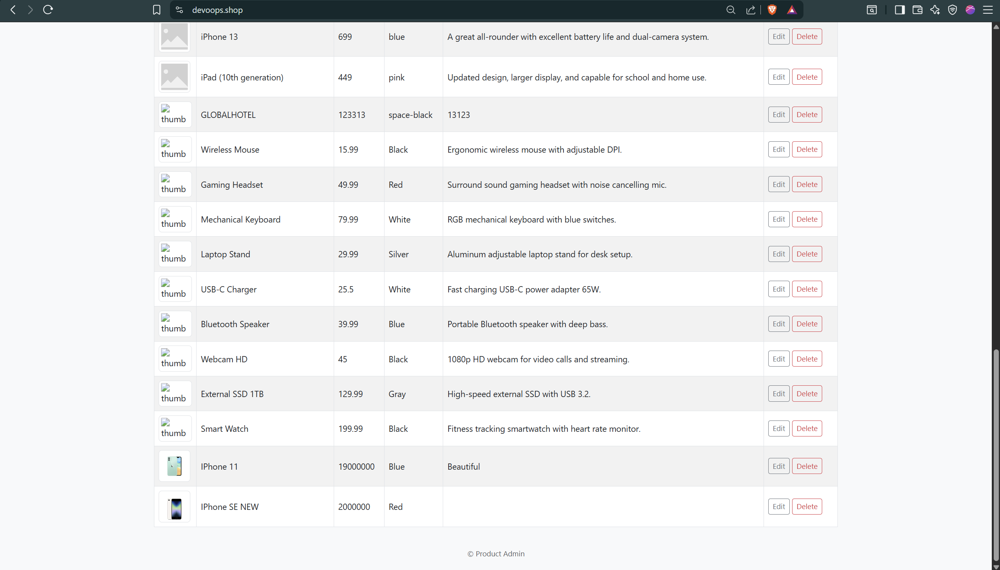 devoops.shop
iPhone 13 699 blue A great all-rounder with excellent battery life and dual-camera system. Edit Delete
iPad (10th generation) 449 pink Updated design, larger display, and capable for school and home use. Edit Delete
thumb GLOBALHOTEL 123313 space-black 13123 Edit Delete
thumb Wireless Mouse 15.99 Black Ergonomic wireless mouse with adjustable DPI. Edit Delete
thumb Gaming Headset 49.99 Red Surround sound gaming headset with noise cancelling mic. Edit Delete
thumb Mechanical Keyboard 79.99 White RGB mechanical keyboard with blue switches. Edit Delete
thumb Laptop Stand 29.99 Silver Aluminum adjustable laptop stand for desk setup. Edit Delete
thumb USB-C Charger 25.5 White Fast charging USB-C power adapter 65W. Edit Delete
thumb Bluetooth Speaker 39.99 Blue Portable Bluetooth speaker with deep bass. Edit Delete
thumb Webcam HD 45 Black 1080p HD webcam for video calls and streaming. Edit Delete
thumb External SSD 1TB 129.99 Gray High-speed external SSD with USB 3.2. Edit Delete
thumb Smart Watch 199.99 Black Fitness tracking smartwatch with heart rate monitor. Edit Delete
IPhone 11 19000000 Blue Beautiful Edit Delete
IPhone SE NEW 2000000 Red Edit Delete
© Product Admin